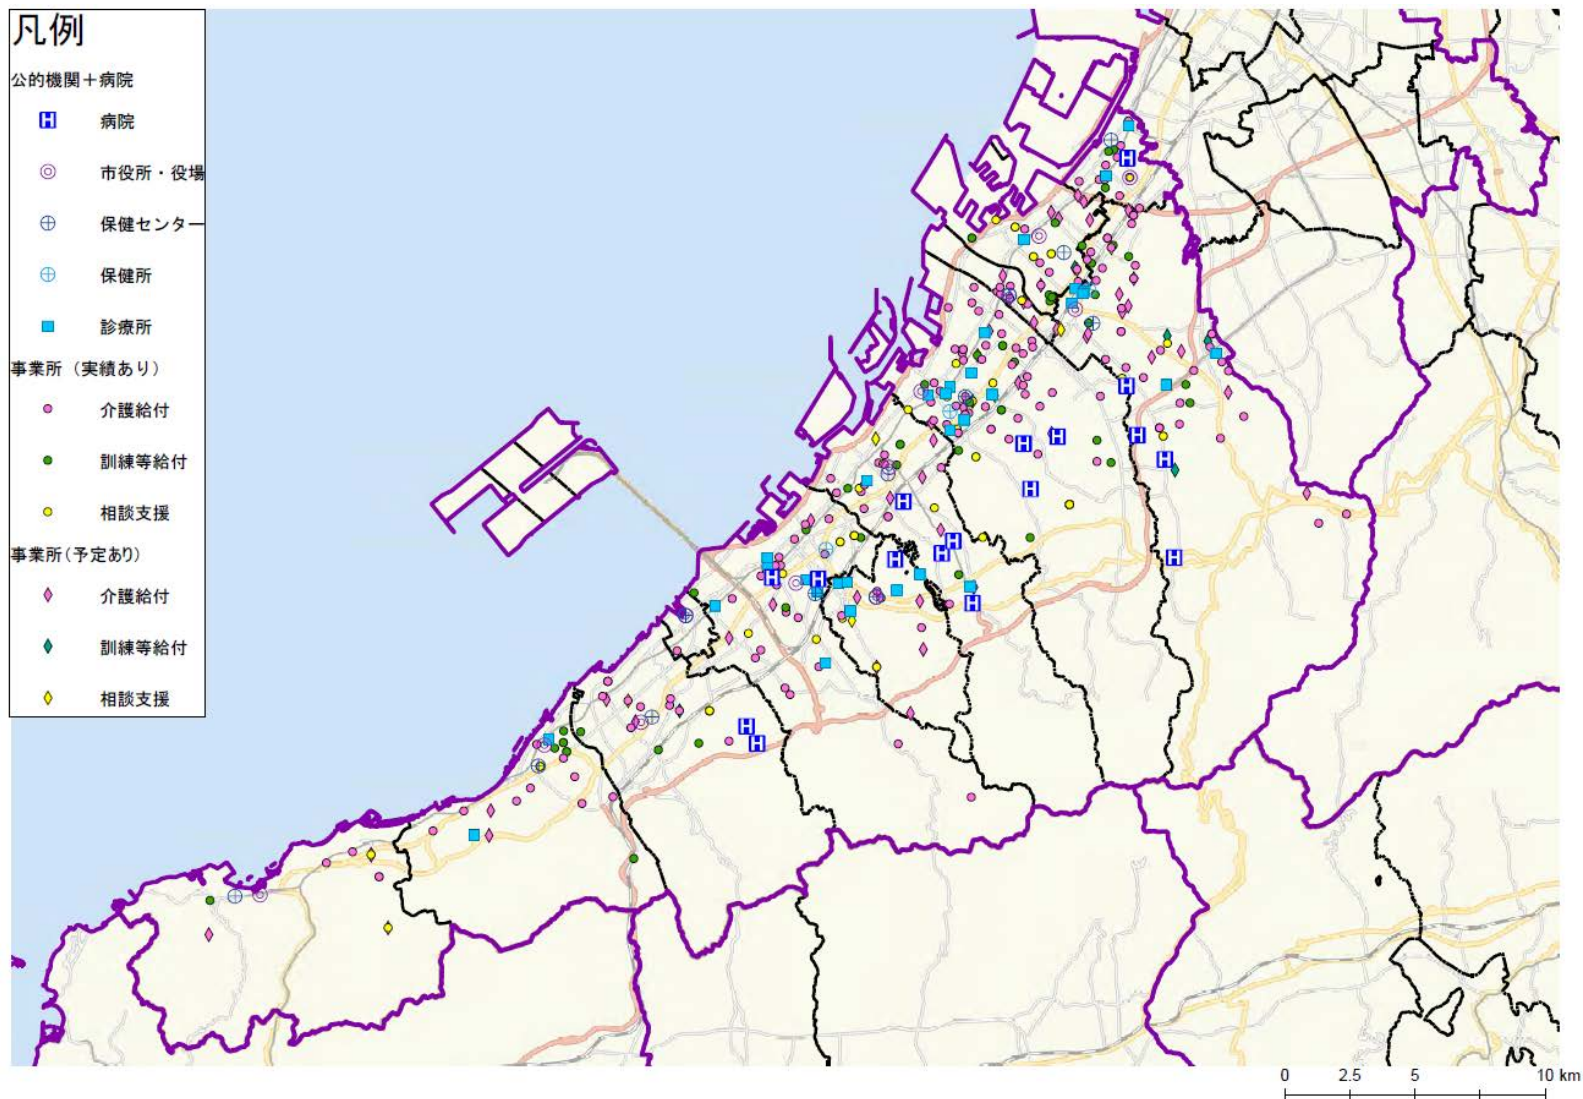 凡例
公的機関＋病院
病院
市役所・役場
保健センター
保健所
診療所
事業所（実績あり）
介護給付
訓練等給付
相談支援
事業所(予定あり)
介護給付
訓練等給付
相談支援
0 2.5 5 10 km